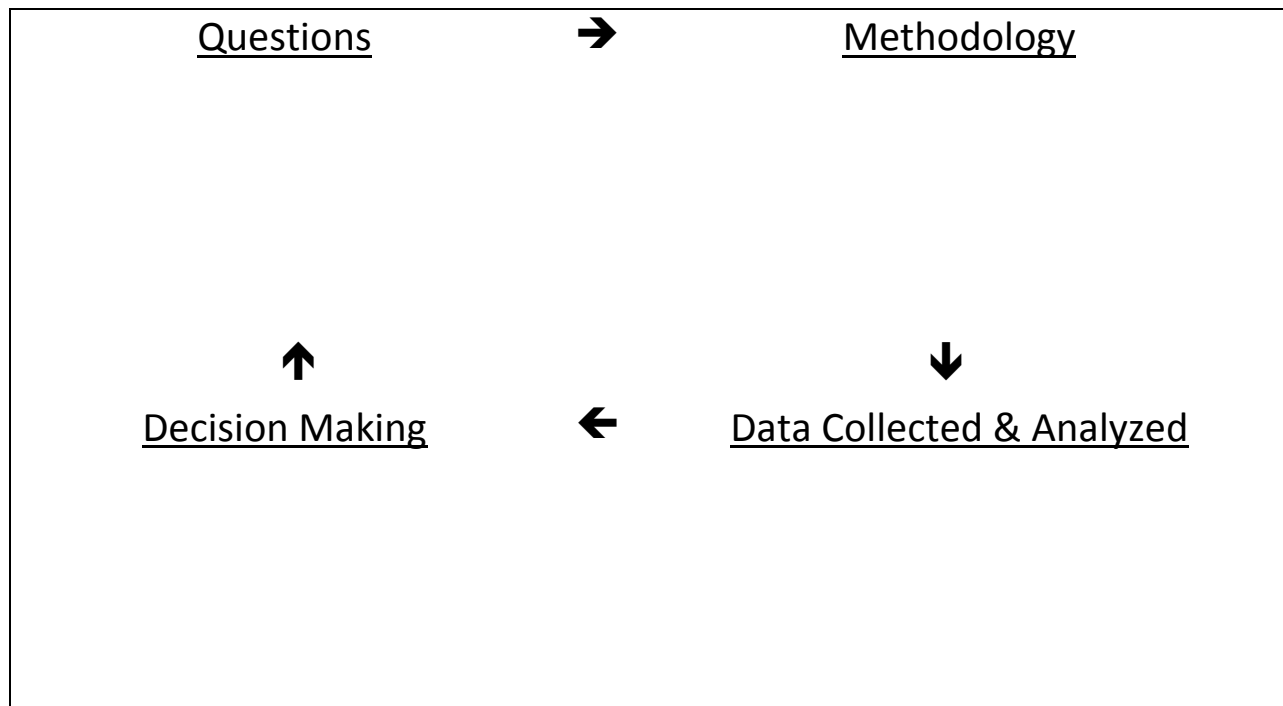 Questions → Methodology
↑ ↓
Decision Making ← Data Collected & Analyzed